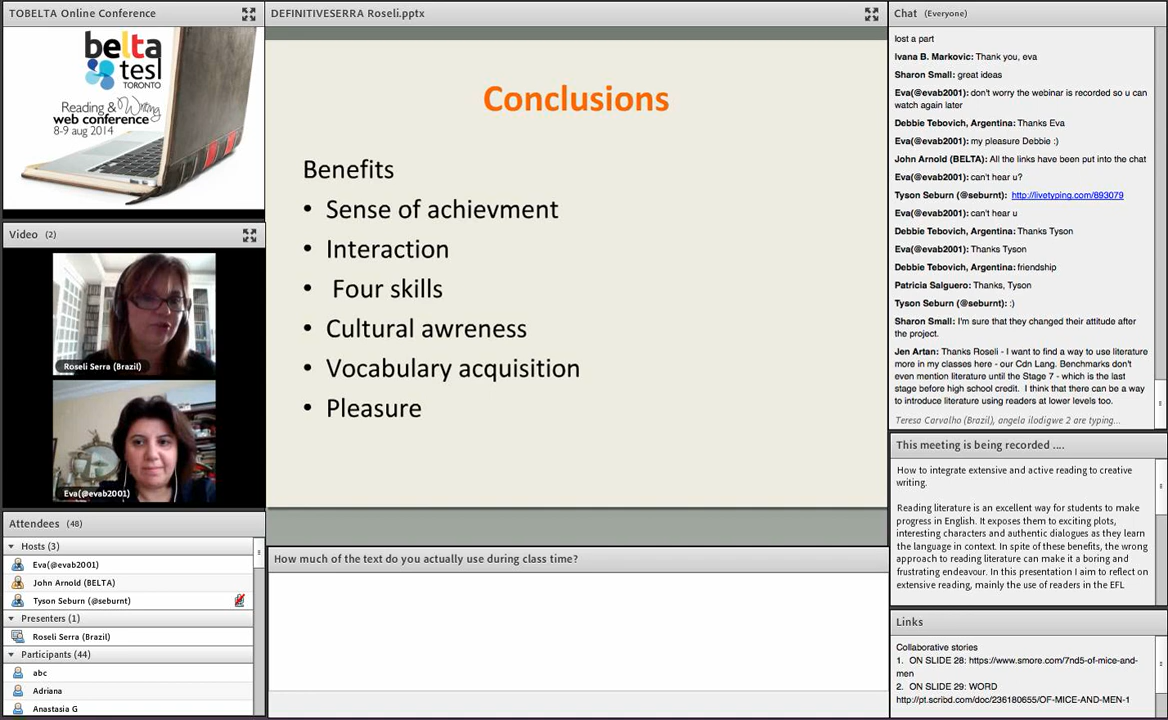 TOBELTA Online Conference
belta
tesl
TORONTO
Reading & Writing
web conference
8-9 aug 2014
Video (2)
Roseli Serra (Brazil)
Eva(@evab2001)
Attendees (48)
Hosts (3)
Eva(@evab2001)
John Arnold (BELTA)
Tyson Seburn (@seburnt)
Presenters (1)
Roseli Serra (Brazil)
Participants (44)
abc
Adriana
Anastasia G
DEFINITIVESERRA Roseli.pptx
Conclusions
Benefits
• Sense of achievment
• Interaction
• Four skills
• Cultural awreness
• Vocabulary acquisition
• Pleasure
How much of the text do you actually use during class time?
Chat (Everyone)
lost a part
Ivana B. Markovic: Thank you, eva
Sharon Small: great ideas
Eva(@evab2001): don't worry the webinar is recorded so u can
watch again later
Debbie Tebovich, Argentina: Thanks Eva
Eva(@evab2001): my pleasure Debbie :)
John Arnold (BELTA): All the links have been put into the chat
Eva(@evab2001): can't hear u?
Tyson Seburn (@seburnt): http://livetyping.com/893079
Eva(@evab2001): can't hear u
Debbie Tebovich, Argentina: Thanks Tyson
Eva(@evab2001): Thanks Tyson
Debbie Tebovich, Argentina: friendship
Patricia Salguero: Thanks, Tyson
Tyson Seburn (@seburnt): :)
Sharon Small: I'm sure that they changed their attitude after
the project.
Jen Artan: Thanks Roseli - I want to find a way to use literature
more in my classes here - our Cdn Lang. Benchmarks don't
even mention literature until the Stage 7 - which is the last
stage before high school credit. I think that there can be a way
to introduce literature using readers at lower levels too.
Teresa Carvalho (Brazil), angela ilodigwe 2 are typing...
This meeting is being recorded ....
How to integrate extensive and active reading to creative
writing.
Reading literature is an excellent way for students to make
progress in English. It exposes them to exciting plots,
interesting characters and authentic dialogues as they learn
the language in context. In spite of these benefits, the wrong
approach to reading literature can make it a boring and
frustrating endeavour. In this presentation I aim to reflect on
extensive reading, mainly the use of readers in the EFL
Links
Collaborative stories
1. ON SLIDE 28: https://www.smore.com/7nd5-of-mice-and-
men
2. ON SLIDE 29: WORD
http://pt.scribd.com/doc/236180655/OF-MICE-AND-MEN-1